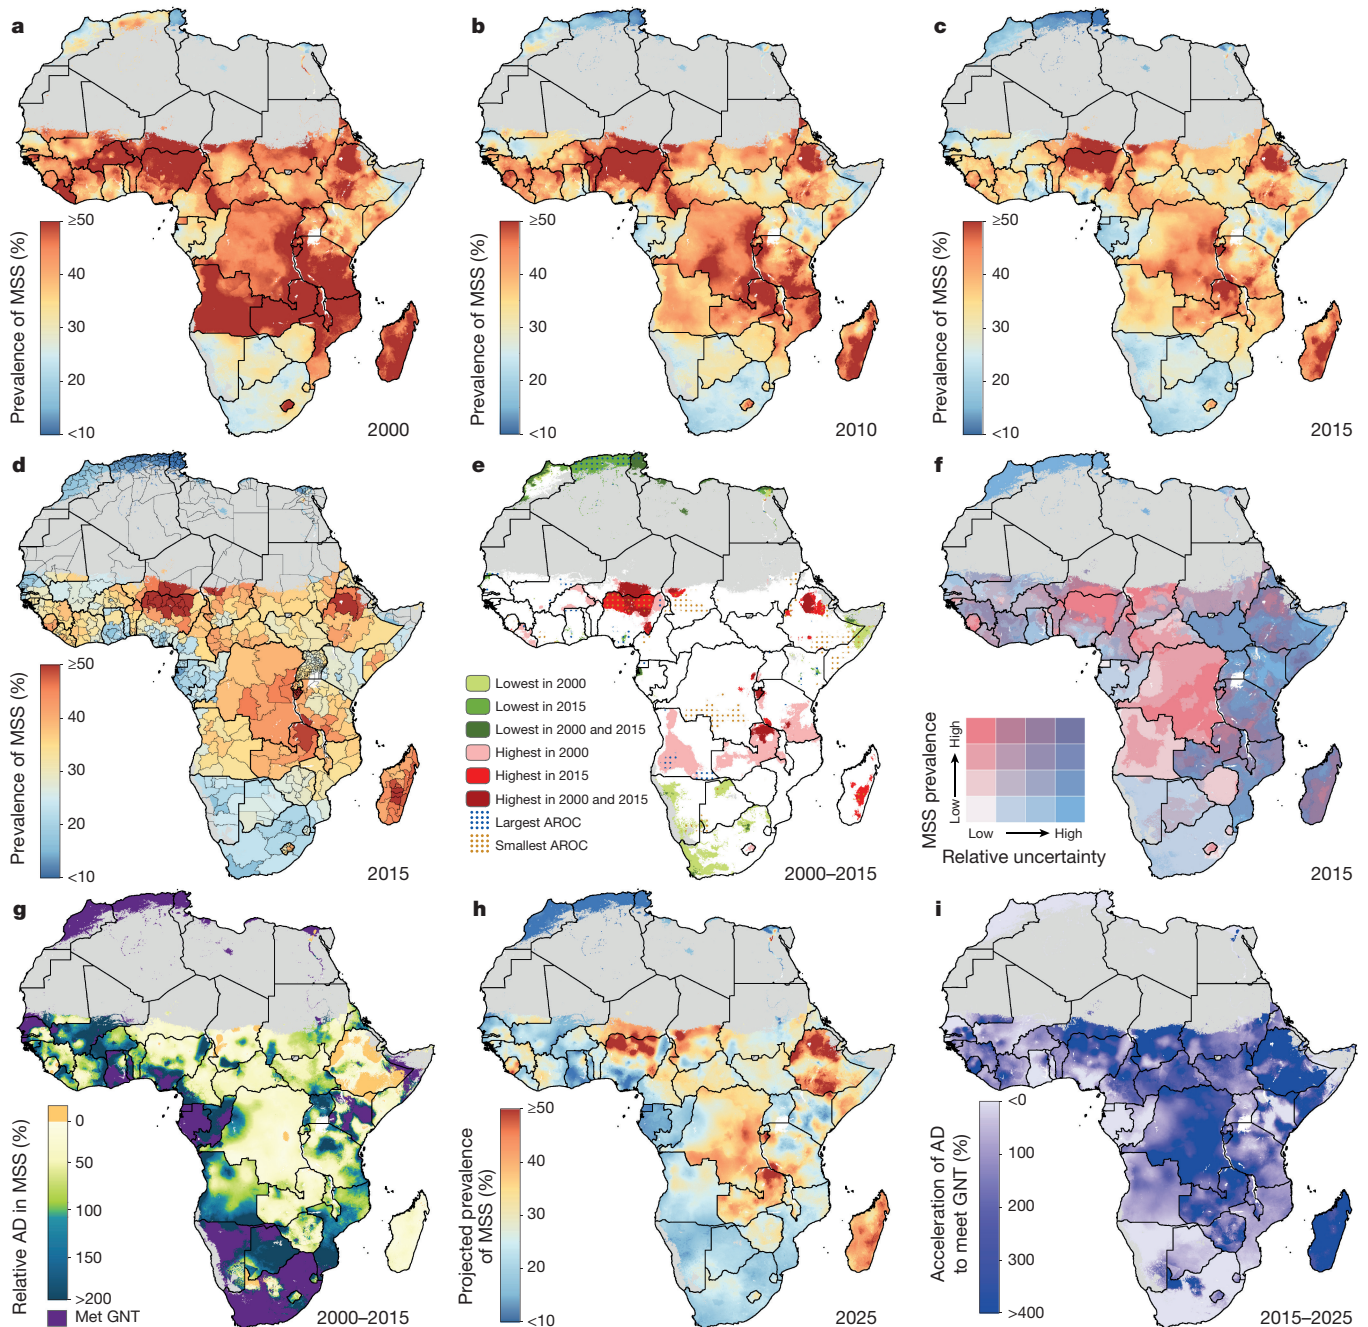 a
Prevalence of MSS (%)
≥50
40
30
20
<10
2000
b
Prevalence of MSS (%)
≥50
40
30
20
<10
2010
c
Prevalence of MSS (%)
≥50
40
30
20
<10
2015
d
Prevalence of MSS (%)
≥50
40
30
20
<10
2015
e
Lowest in 2000
Lowest in 2015
Lowest in 2000 and 2015
Highest in 2000
Highest in 2015
Highest in 2000 and 2015
Largest AROC
Smallest AROC
2000–2015
f
MSS prevalence
High
Low
Low
High
Relative uncertainty
2015
g
Relative AD in MSS (%)
0
50
100
150
>200
Met GNT
2000–2015
h
Projected prevalence
of MSS (%)
≥50
40
30
20
<10
2025
i
Acceleration of AD
to meet GNT (%)
<0
100
200
300
>400
2015–2025